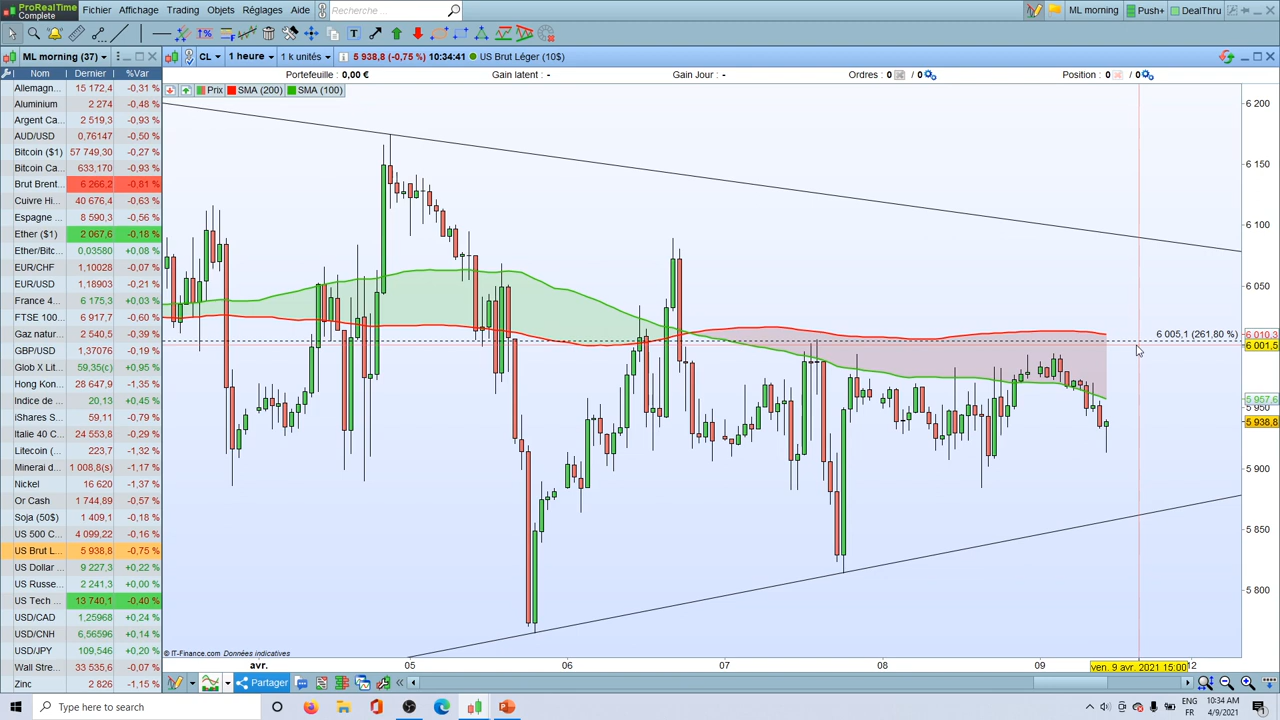 ProRealTime
Complete
Fichier Affichage Trading Objets Réglages Aide Recherche ... ML morning Push+ DealThru
ML morning (37) CL 1 heure 1 k unités 5 938,8 (-0,75 %) 10:34:41 US Brut Léger (10$)
Nom Dernier %Var
Portefeuille : 0,00 € Gain latent : - Gain Jour : - Ordres : 0 / 0 Position : 0 / 0
Prix SMA (200) SMA (100)
Allemagn... 15 172,4 -0,31 %
Aluminium 2 274 -0,48 %
Argent Ca... 2 519,3 -0,93 %
AUD/USD 0,76147 -0,50 %
Bitcoin ($1) 57 749,30 -0,27 %
Bitcoin Ca... 633,170 -0,93 %
Brut Brent... 6 266,2 -0,81 %
Cuivre Hi... 40 676,4 -0,63 %
Espagne ... 8 590,3 -0,56 %
Ether ($1) 2 067,6 -0,18 %
Ether/Bitc... 0,03580 +0,08 %
EUR/CHF 1,10028 -0,07 %
EUR/USD 1,18903 -0,21 %
France 4... 6 175,3 +0,03 %
FTSE 100... 6 917,7 -0,60 %
Gaz natur... 2 540,5 -0,39 %
GBP/USD 1,37076 -0,19 %
Glob X Lit... 59,35(c) +0,95 %
Hong Kon... 28 647,9 -1,35 %
Indice de ... 20,13 +0,45 %
iShares S... 59,11 -0,79 %
Italie 40 C... 24 553,8 -0,29 %
Litecoin (... 223,7 -1,32 %
Minerai d... 1 008,8(s) -1,17 %
Nickel 16 620 -1,37 %
Or Cash 1 744,89 -0,57 %
Soja (50$) 1 409,1 -0,18 %
US 500 C... 4 099,22 -0,16 %
US Brut L... 5 938,8 -0,75 %
US Dollar ... 9 227,3 +0,22 %
US Russe... 2 241,3 +0,00 %
US Tech ... 13 740,1 -0,40 %
USD/CAD 1,25968 +0,24 %
USD/CNH 6,56596 +0,14 %
USD/JPY 109,546 +0,20 %
Wall Stre... 33 535,6 -0,07 %
Zinc 2 826 -1,15 %
6 200
6 150
6 100
6 050
6 005,1 (261,80 %)
6 010,3
6 001,5
5 957,6
5 950
5 938,8
5 900
5 850
5 800
© IT-Finance.com Données indicatives
avr. 05 06 07 08 09 ven. 9 avr. 2021 15:00 12
Partager
Type here to search
ENG
FR
10:34 AM
4/9/2021